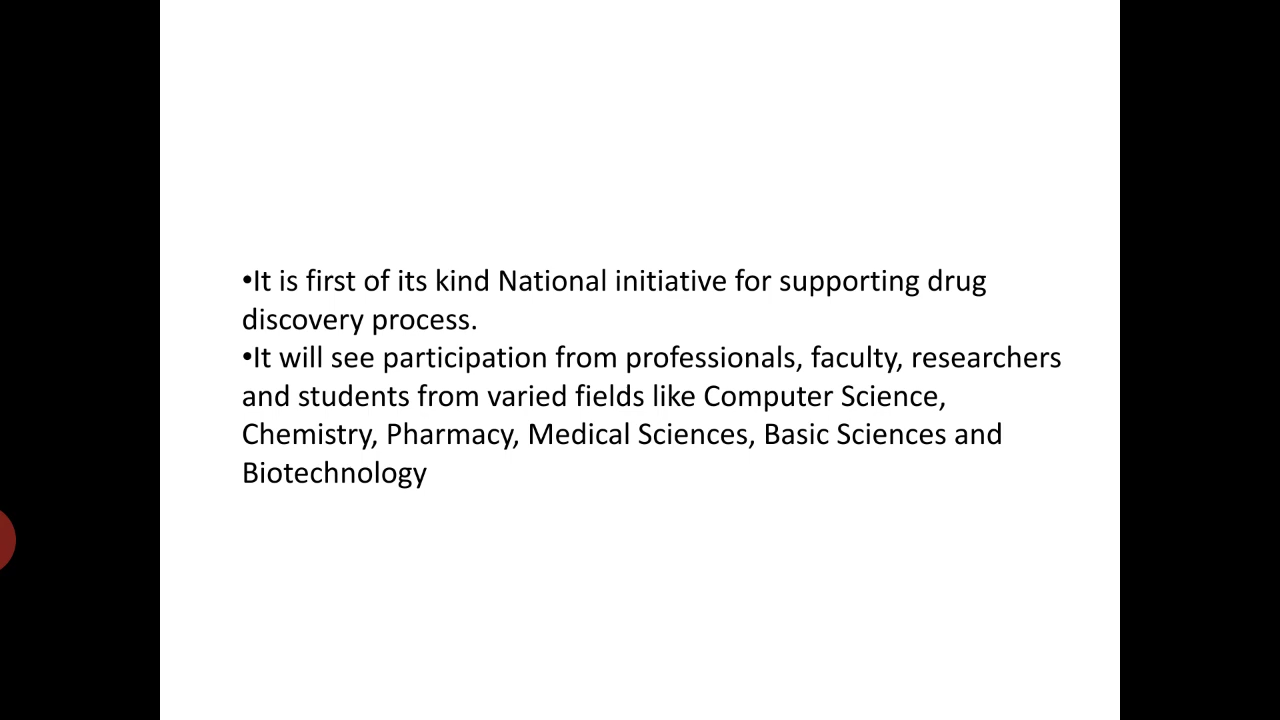 •It is first of its kind National initiative for supporting drug
discovery process.
•It will see participation from professionals, faculty, researchers
and students from varied fields like Computer Science,
Chemistry, Pharmacy, Medical Sciences, Basic Sciences and
Biotechnology